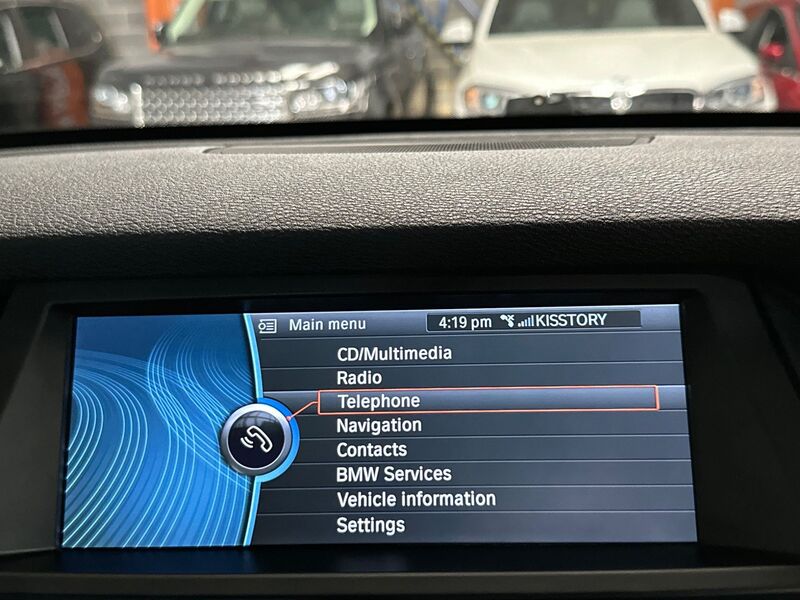 Main menu
4:19 pm KISSTORY
CD/Multimedia
Radio
Telephone
Navigation
Contacts
BMW Services
Vehicle information
Settings